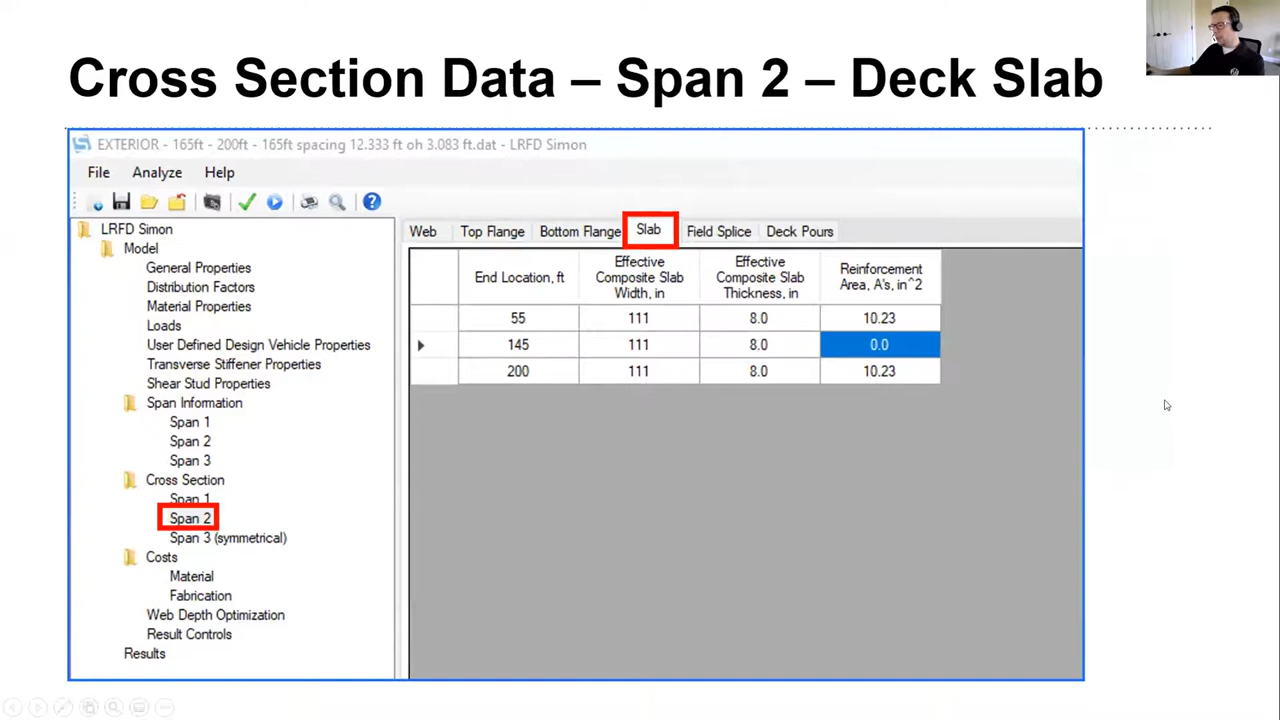 Cross Section Data – Span 2 – Deck Slab
EXTERIOR - 165ft - 200ft - 165ft spacing 12.333 ft oh 3.083 ft.dat - LRFD Simon
File Analyze Help
LRFD Simon
Model
General Properties
Distribution Factors
Material Properties
Loads
User Defined Design Vehicle Properties
Transverse Stiffener Properties
Shear Stud Properties
Span Information
Span 1
Span 2
Span 3
Cross Section
Span 1
Span 2
Span 3 (symmetrical)
Costs
Material
Fabrication
Web Depth Optimization
Result Controls
Results
Web Top Flange Bottom Flange Slab Field Splice Deck Pours
End Location, ft
Effective
Composite Slab
Width, in
Effective
Composite Slab
Thickness, in
Reinforcement
Area, A's, in^2
55 111 8.0 10.23
145 111 8.0 0.0
200 111 8.0 10.23